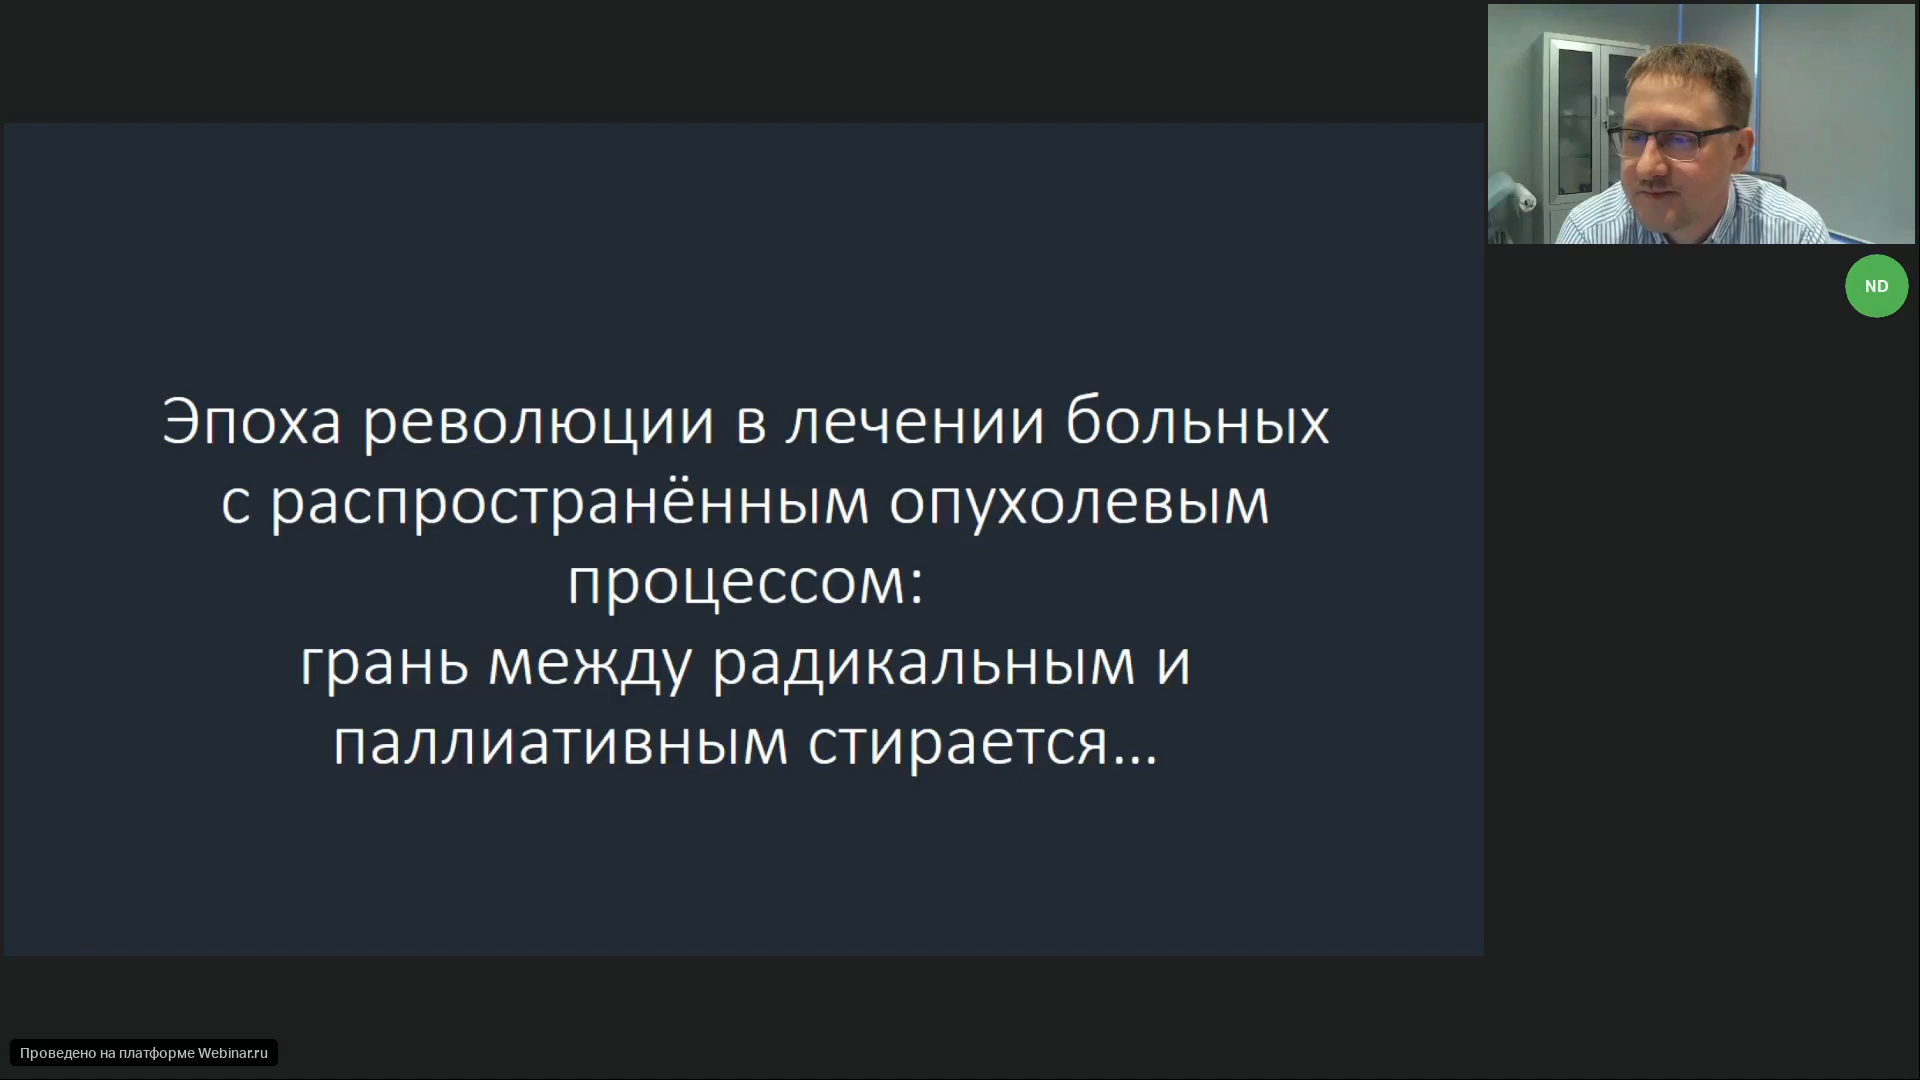 Эпоха революции в лечении больных
с распространённым опухолевым
процессом:
грань между радикальным и
паллиативным стирается...
ND
Проведено на платформе Webinar.ru